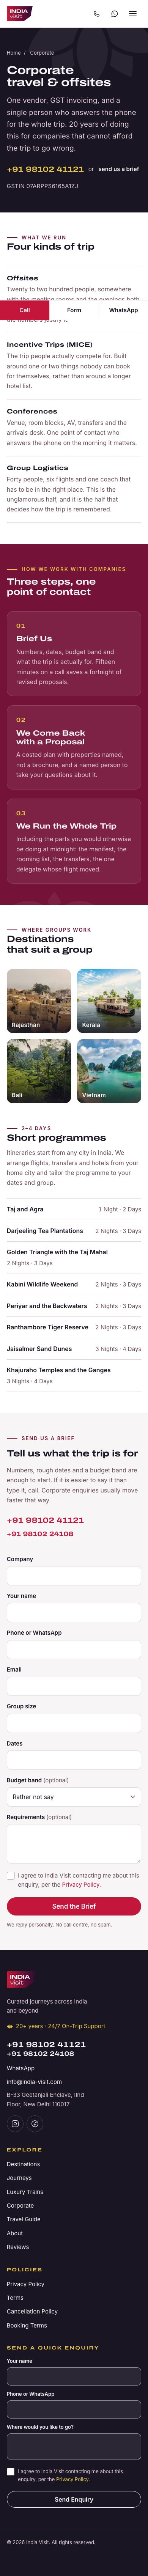 INDIA
visit
Home / Corporate
Corporate
travel & offsites
One vendor, GST invoicing, and a
single person who answers the phone
throughout. We plan for groups of 10
to 200, with 20+ years of doing this
for companies that cannot afford
the trip to go wrong.
+91 98102 41121 or send us a brief
WHAT WE RUN
Four kinds of trip
Offsites
Twenty to two hundred people, somewhere
Call Form WhatsApp
Incentive Trips (MICE)
The trip people actually compete for. Built
around one or two things nobody can book
for themselves, rather than around a longer
hotel list.
Conferences
Venue, room blocks, AV, transfers and the
arrivals desk. One point of contact who
answers the phone on the morning it matters.
Group Logistics
Forty people, six flights and one coach that
has to be in the right place. This is the
unglamorous half, and it is the half that
decides how the trip is remembered.
HOW WE WORK WITH COMPANIES
Three steps, one
point of contact
01
Brief Us
Numbers, dates, budget band and
what the trip is actually for. Fifteen
minutes on a call saves a fortnight of
revised proposals.
02
We Come Back
with a Proposal
A costed plan with properties named,
not a brochure, and a named person to
take your questions about it.
03
We Run the Whole Trip
Including the parts you would otherwise
be doing at midnight: the manifest, the
rooming list, the transfers, the one
delegate whose flight moved.
WHERE GROUPS WORK
Destinations
that suit a group
Rajasthan
Kerala
Bali
Vietnam
2–4 DAYS
Short programmes
Itineraries start from any city in India. We
arrange flights, transfers and hotels from your
home city and tailor the programme to your
dates and group.
Taj and Agra 1 Night · 2 Days
Darjeeling Tea Plantations 2 Nights · 3 Days
Golden Triangle with the Taj Mahal
2 Nights · 3 Days
Kabini Wildlife Weekend 2 Nights · 3 Days
Periyar and the Backwaters 2 Nights · 3 Days
Ranthambore Tiger Reserve 2 Nights · 3 Days
Jaisalmer Sand Dunes 3 Nights · 4 Days
Khajuraho Temples and the Ganges
3 Nights · 4 Days
SEND US A BRIEF
Tell us what the trip is for
Numbers, rough dates and a budget band are
enough to start from. If it is easier to say
than type, call. Corporate enquiries usually move
faster that way.
+91 98102 41121
+91 98102 24108
Company
Your name
Phone or WhatsApp
Email
Group size
Dates
Budget band (optional)
Rather not say
Requirements (optional)
I agree to India Visit contacting me about this
enquiry, per the Privacy Policy.
Send the Brief
We reply personally. No call centre, no spam.
INDIA
visit
Curated journeys across India
and beyond
20+ years · 24/7 On-Trip Support
+91 98102 41121
+91 98102 24108
WhatsApp
info@india-visit.com
B-33 Geetanjali Enclave, IInd
Floor, New Delhi 110017
EXPLORE
Destinations
Journeys
Luxury Trains
Corporate
Travel Guide
About
Reviews
POLICIES
Privacy Policy
Terms
Cancellation Policy
Booking Terms
SEND A QUICK ENQUIRY
Your name
Phone or WhatsApp
Where would you like to go?
I agree to India Visit contacting me about this
enquiry, per the Privacy Policy.
Send Enquiry
© 2026 India Visit. All rights reserved.